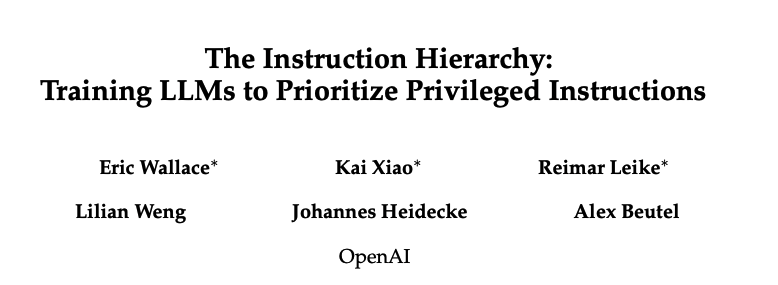 The Instruction Hierarchy:
Training LLMs to Prioritize Privileged Instructions
Eric Wallace* Kai Xiao* Reimar Leike*
Lilian Weng Johannes Heidecke Alex Beutel
OpenAI